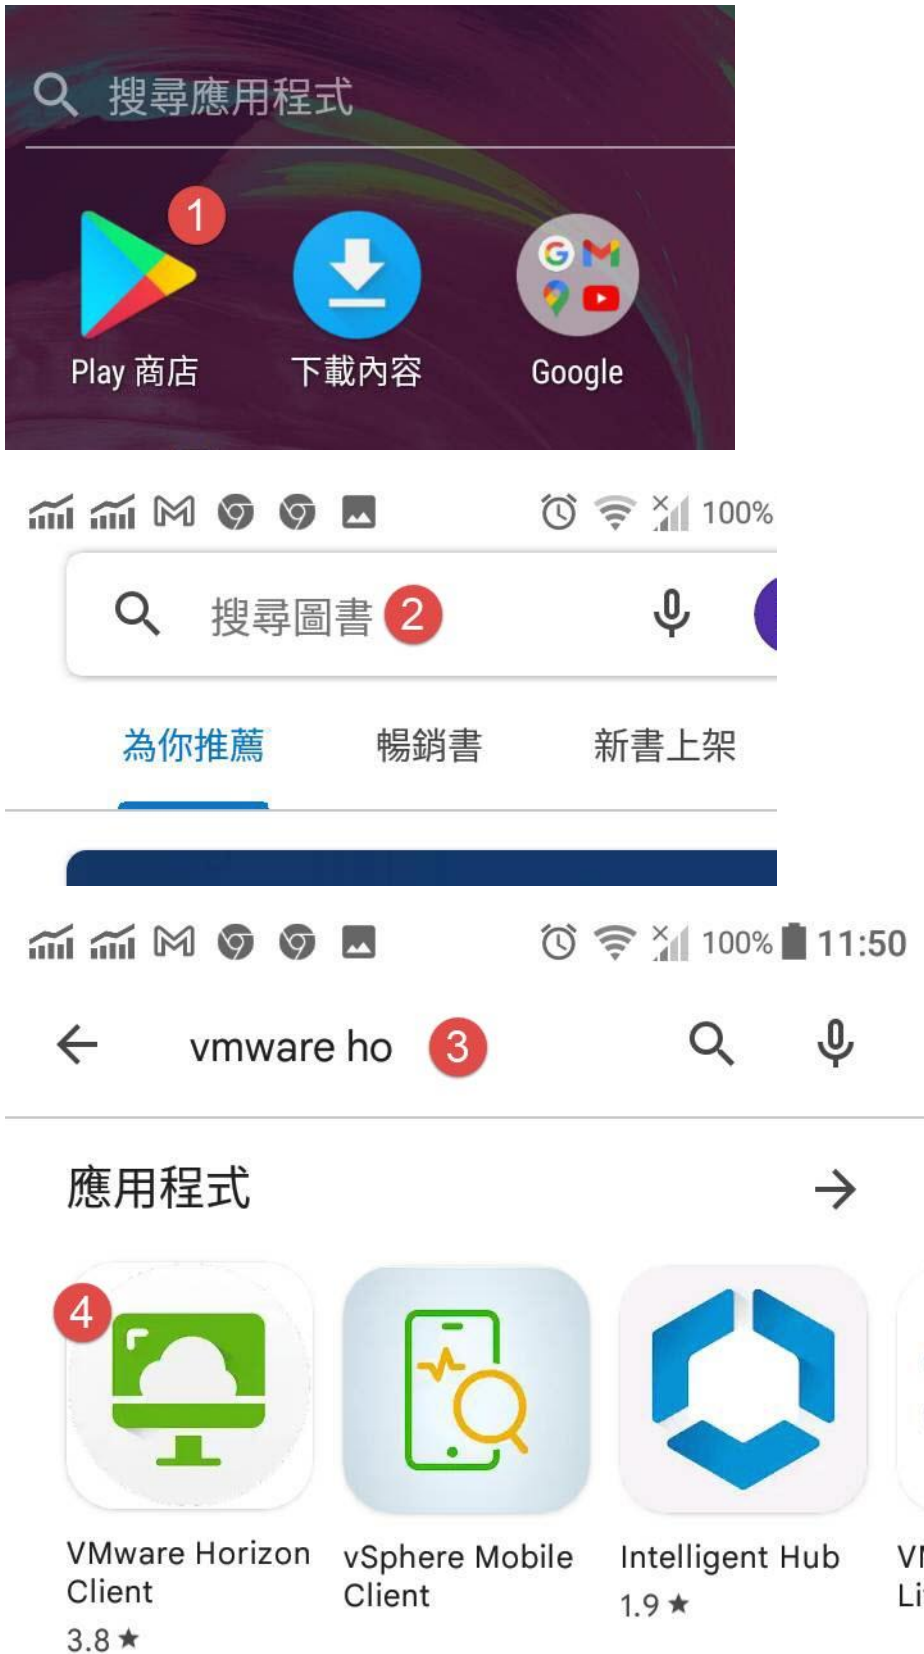 搜尋應用程式
1
Play 商店
下載內容
Google
100%
搜尋圖書 2
為你推薦
暢銷書
新書上架
100% 11:50
vmware ho 3
應用程式
4
VMware Horizon
Client
3.8 ★
vSphere Mobile
Client
Intelligent Hub
1.9 ★